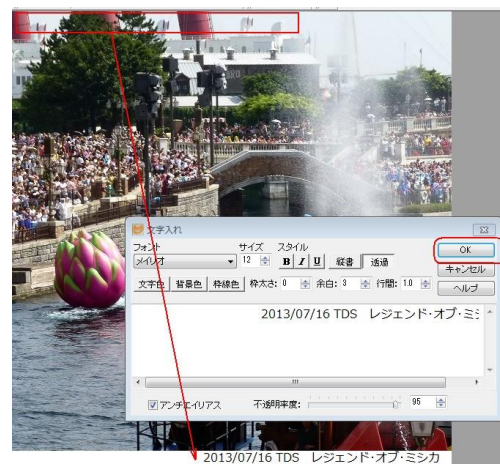 文字入れ
フォント サイズ スタイル
メイリオ 12 B I U 縦書 透過
OK
キャンセル
ヘルプ
文字色 背景色 枠線色 枠太さ: 0 余白: 3 行間: 1.0
2013/07/16 TDS レジェンド・オブ・ミシ
アンチエイリアス 不透明率度: 95
2013/07/16 TDS レジェンド・オブ・ミシカ